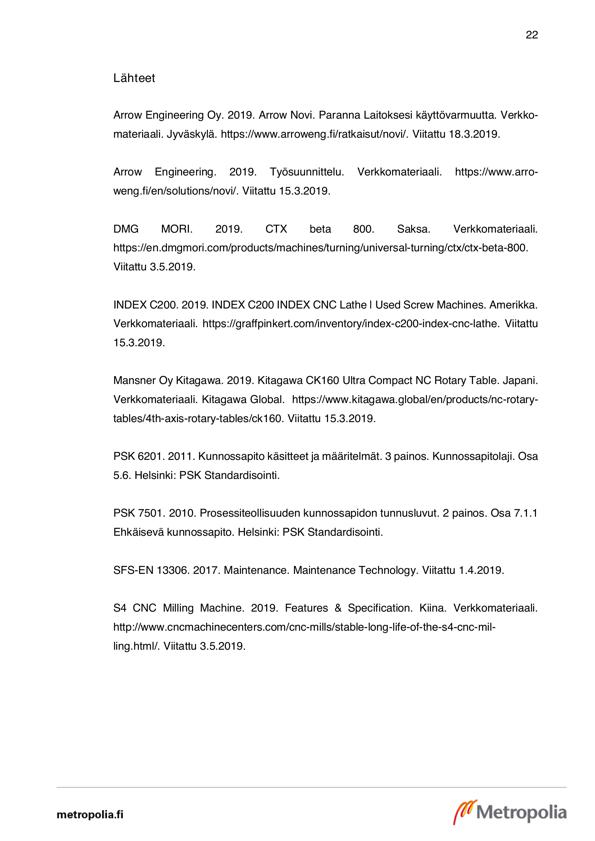 22
Lähteet
Arrow Engineering Oy. 2019. Arrow Novi. Paranna Laitoksesi käyttövarmuutta. Verkko-
materiaali. Jyväskylä. https://www.arroweng.fi/ratkaisut/novi/. Viitattu 18.3.2019.
Arrow Engineering. 2019. Työsuunnittelu. Verkkomateriaali. https://www.arro-
weng.fi/en/solutions/novi/. Viitattu 15.3.2019.
DMG MORI. 2019. CTX beta 800. Saksa. Verkkomateriaali.
https://en.dmgmori.com/products/machines/turning/universal-turning/ctx/ctx-beta-800.
Viitattu 3.5.2019.
INDEX C200. 2019. INDEX C200 INDEX CNC Lathe | Used Screw Machines. Amerikka.
Verkkomateriaali. https://graffpinkert.com/inventory/index-c200-index-cnc-lathe. Viitattu
15.3.2019.
Mansner Oy Kitagawa. 2019. Kitagawa CK160 Ultra Compact NC Rotary Table. Japani.
Verkkomateriaali. Kitagawa Global. https://www.kitagawa.global/en/products/nc-rotary-
tables/4th-axis-rotary-tables/ck160. Viitattu 15.3.2019.
PSK 6201. 2011. Kunnossapito käsitteet ja määritelmät. 3 painos. Kunnossapitolaji. Osa
5.6. Helsinki: PSK Standardisointi.
PSK 7501. 2010. Prosessiteollisuuden kunnossapidon tunnusluvut. 2 painos. Osa 7.1.1
Ehkäisevä kunnossapito. Helsinki: PSK Standardisointi.
SFS-EN 13306. 2017. Maintenance. Maintenance Technology. Viitattu 1.4.2019.
S4 CNC Milling Machine. 2019. Features & Specification. Kiina. Verkkomateriaali.
http://www.cncmachinecenters.com/cnc-mills/stable-long-life-of-the-s4-cnc-mil-
ling.html/. Viitattu 3.5.2019.
metropolia.fi
Metropolia